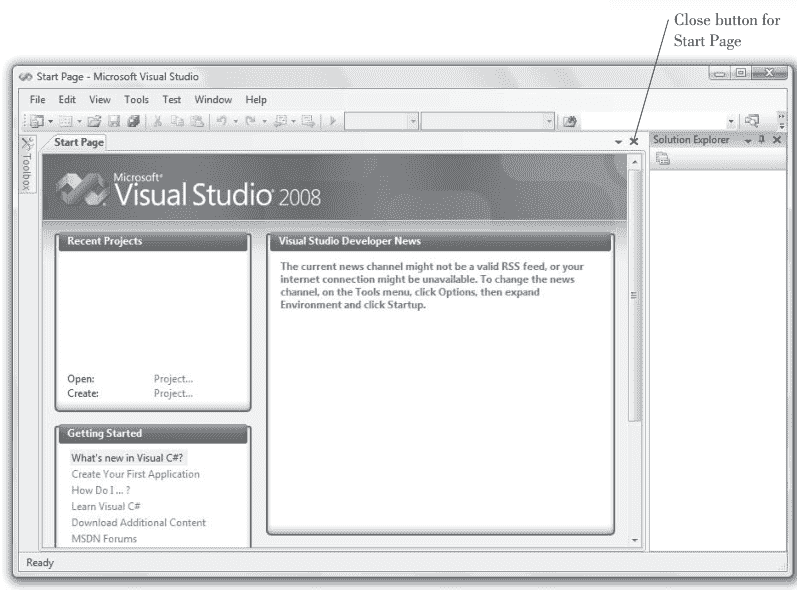 Close button for
Start Page
Start Page - Microsoft Visual Studio
File Edit View Tools Test Window Help
Toolbox
Start Page
Solution Explorer
Microsoft®
Visual Studio® 2008
Recent Projects
Open: Project...
Create: Project...
Visual Studio Developer News
The current news channel might not be a valid RSS feed, or your
internet connection might be unavailable. To change the news
channel, on the Tools menu, click Options, then expand
Environment and click Startup.
Getting Started
What's new in Visual C#?
Create Your First Application
How Do I ... ?
Learn Visual C#
Download Additional Content
MSDN Forums
Ready